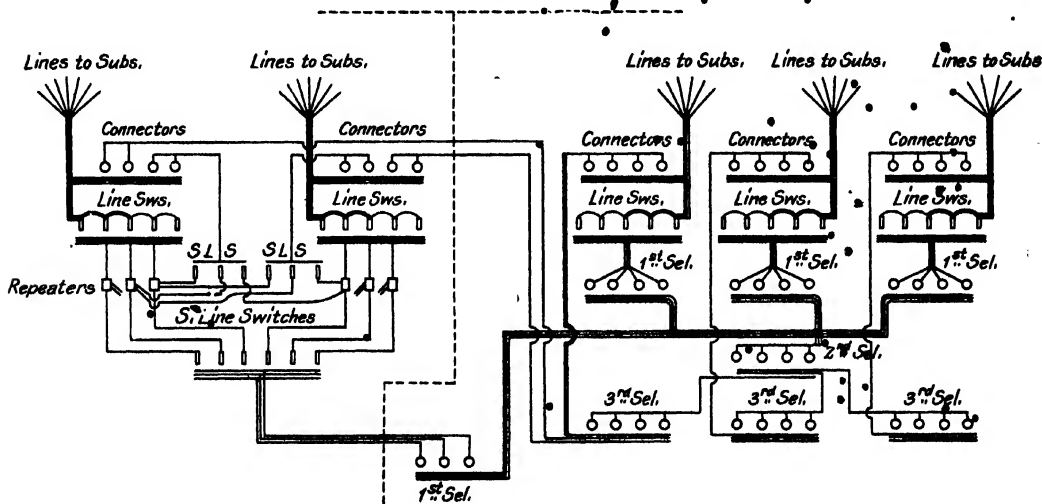 Lines to Subs.
Lines to Subs.
Lines to Subs.
Lines to Subs.
Lines to Subs
Connectors
Connectors
Connectors
Connectors
Connectors
Line Sws.
Line Sws.
Line Sws.
Line Sws.
Line Sws.
S L S
S L S
1st Sel.
1st Sel.
1st Sel.
Repeaters
S. Line Switches
2nd Sel.
3rd Sel.
3rd Sel.
3rd Sel.
1st Sel.